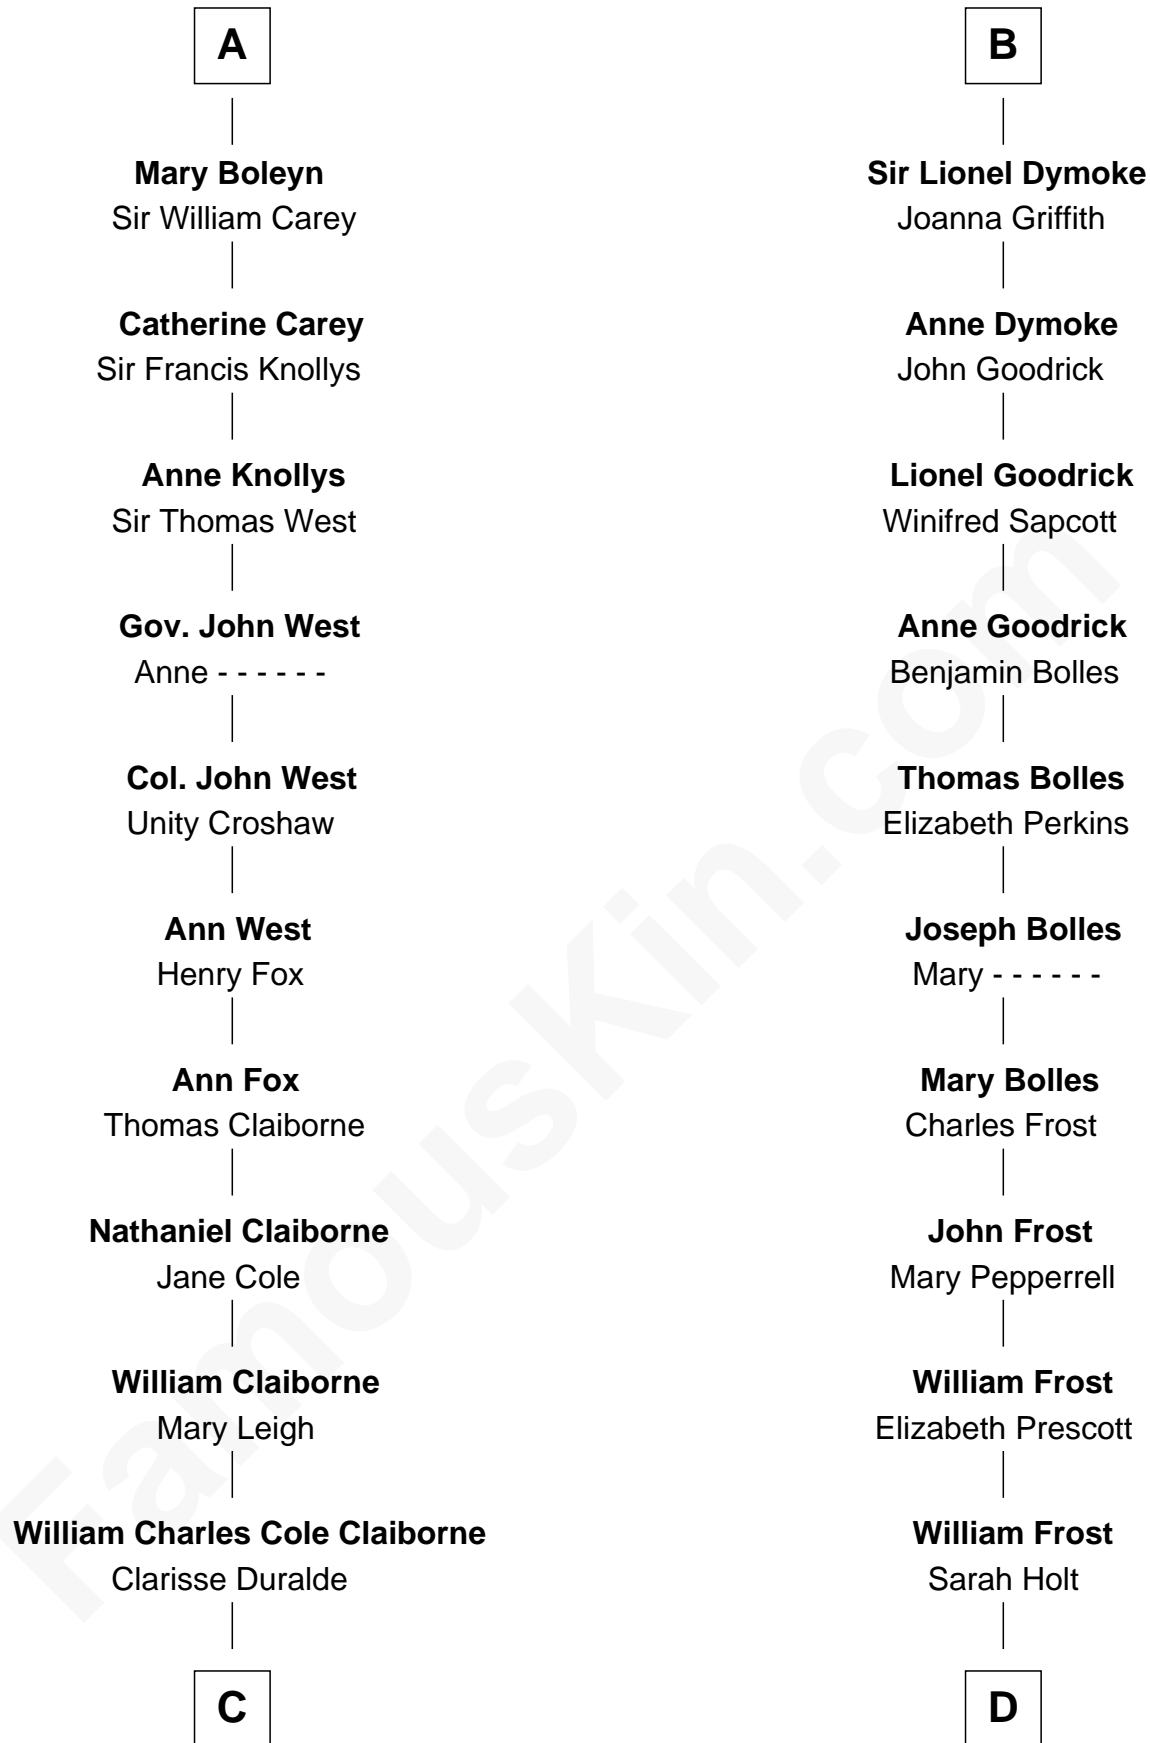 A
Mary Boleyn
Sir William Carey
Catherine Carey
Sir Francis Knollys
Anne Knollys
Sir Thomas West
Gov. John West
Anne - - - - - -
Col. John West
Unity Croshaw
Ann West
Henry Fox
Ann Fox
Thomas Claiborne
Nathaniel Claiborne
Jane Cole
William Claiborne
Mary Leigh
William Charles Cole Claiborne
Clarisse Duralde
C
B
Sir Lionel Dymoke
Joanna Griffith
Anne Dymoke
John Goodrick
Lionel Goodrick
Winifred Sapcott
Anne Goodrick
Benjamin Bolles
Thomas Bolles
Elizabeth Perkins
Joseph Bolles
Mary - - - - - -
Mary Bolles
Charles Frost
John Frost
Mary Pepperrell
William Frost
Elizabeth Prescott
William Frost
Sarah Holt
D
FamousKin.com